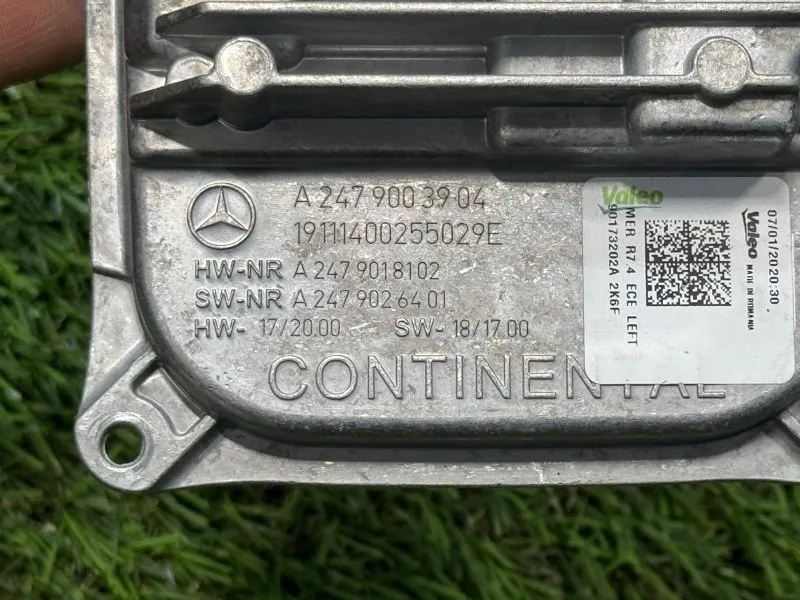 A 247 900 39 04
19111400255029E
HW-NR A 247 901 81 02
SW-NR A 247 902 64 01
HW- 17/20.00 SW- 18/17.00
CONTINENTAL
Valeo
MER R7.4 ECE LEFT
90173202A 2K6F
07/01/2020:30.
Valeo MADE IN ROMANIA